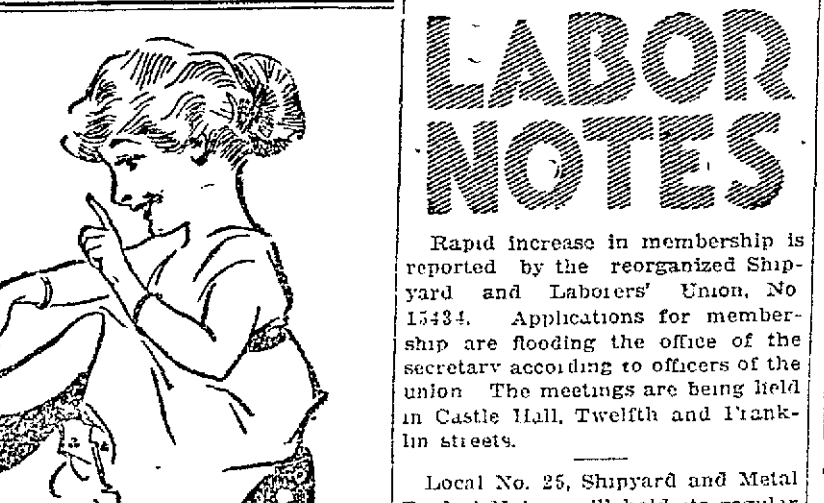 LABOR
NOTES
Rapid increase in membership is
reported by the reorganized Ship-
yard and Laborers' Union, No
15434. Applications for member-
ship are flooding the office of the
secretary according to officers of the
union The meetings are being held
in Castle Hall, Twelfth and Frank-
lin streets.
Local No. 25, Shipyard and Metal